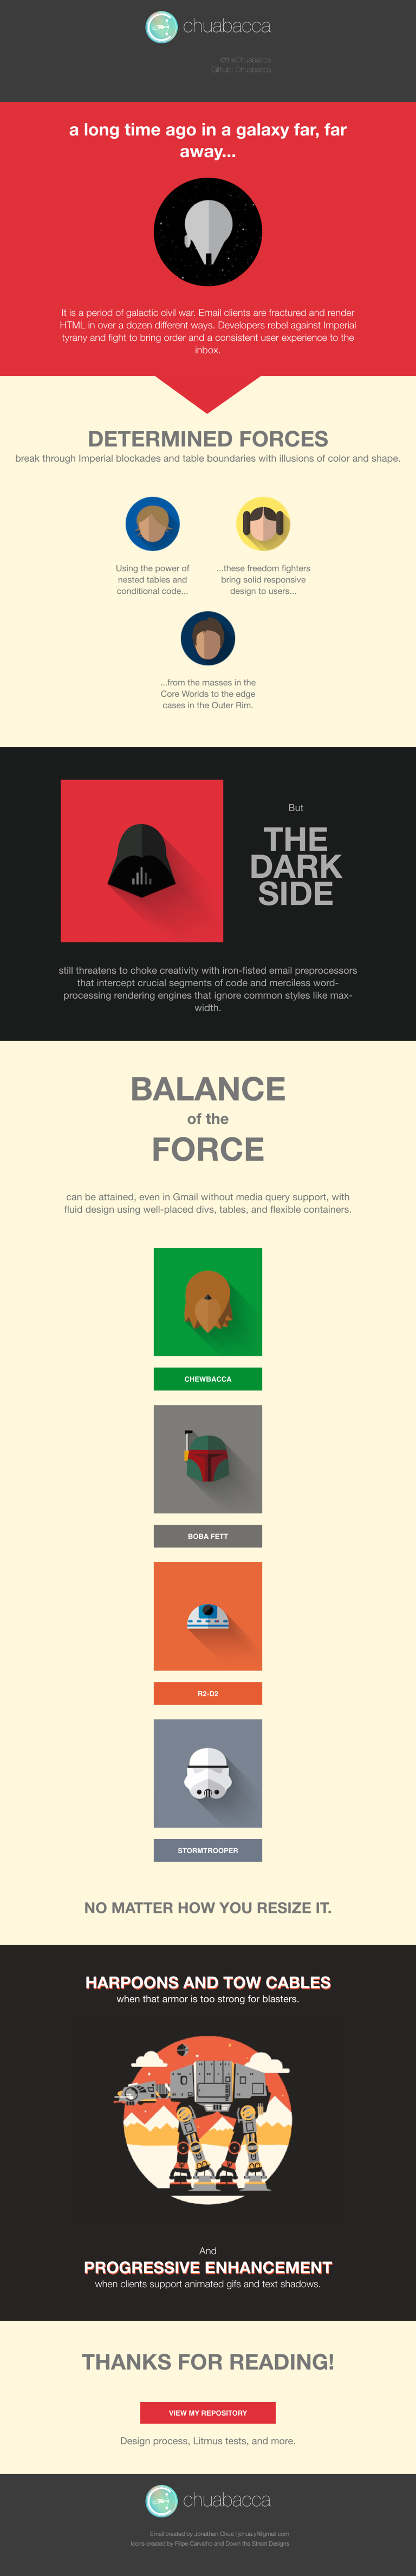 chuabacca
@theChuabacca
Github: Chuabacca
a long time ago in a galaxy far, far
away...
It is a period of galactic civil war. Email clients are fractured and render
HTML in over a dozen different ways. Developers rebel against Imperial
tyrany and fight to bring order and a consistent user experience to the
inbox.
DETERMINED FORCES
break through Imperial blockades and table boundaries with illusions of color and shape.
Using the power of
nested tables and
conditional code...
...these freedom fighters
bring solid responsive
design to users...
...from the masses in the
Core Worlds to the edge
cases in the Outer Rim.
But
THE
DARK
SIDE
still threatens to choke creativity with iron-fisted email preprocessors
that intercept crucial segments of code and merciless word-
processing rendering engines that ignore common styles like max-
width.
BALANCE
of the
FORCE
can be attained, even in Gmail without media query support, with
fluid design using well-placed divs, tables, and flexible containers.
CHEWBACCA
BOBA FETT
R2-D2
STORMTROOPER
NO MATTER HOW YOU RESIZE IT.
HARPOONS AND TOW CABLES
when that armor is too strong for blasters.
And
PROGRESSIVE ENHANCEMENT
when clients support animated gifs and text shadows.
THANKS FOR READING!
VIEW MY REPOSITORY
Design process, Litmus tests, and more.
chuabacca
Email created by Jonathan Chua | jchua.yf@gmail.com
Icons created by Filipe Carvalho and Down the Street Designs